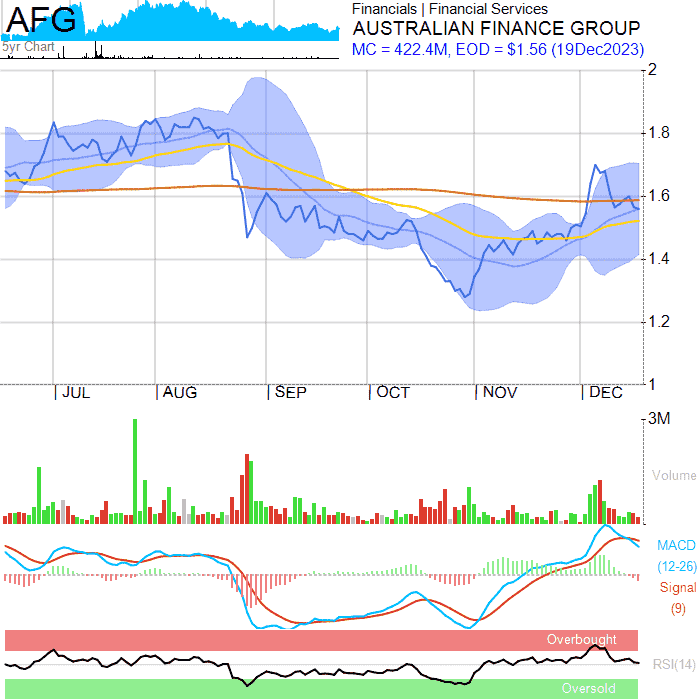 AFG
5yr Chart
Financials | Financial Services
AUSTRALIAN FINANCE GROUP
MC = 422.4M, EOD = $1.56 (19Dec2023)
2
1.8
1.6
1.4
1.2
1
JUL AUG SEP OCT NOV DEC
3M
Volume
MACD
(12-26)
Signal
(9)
Overbought
RSI(14)
Oversold